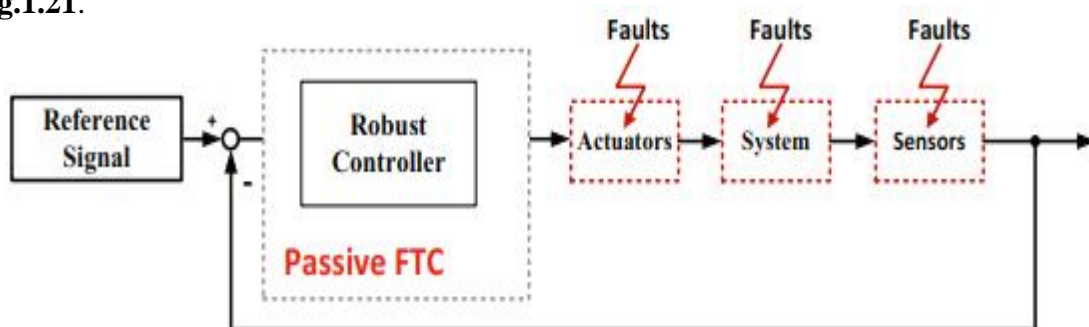 g.1.21.
Faults Faults Faults
Reference
Signal
+
-
Robust
Controller
Actuators System Sensors
Passive FTC